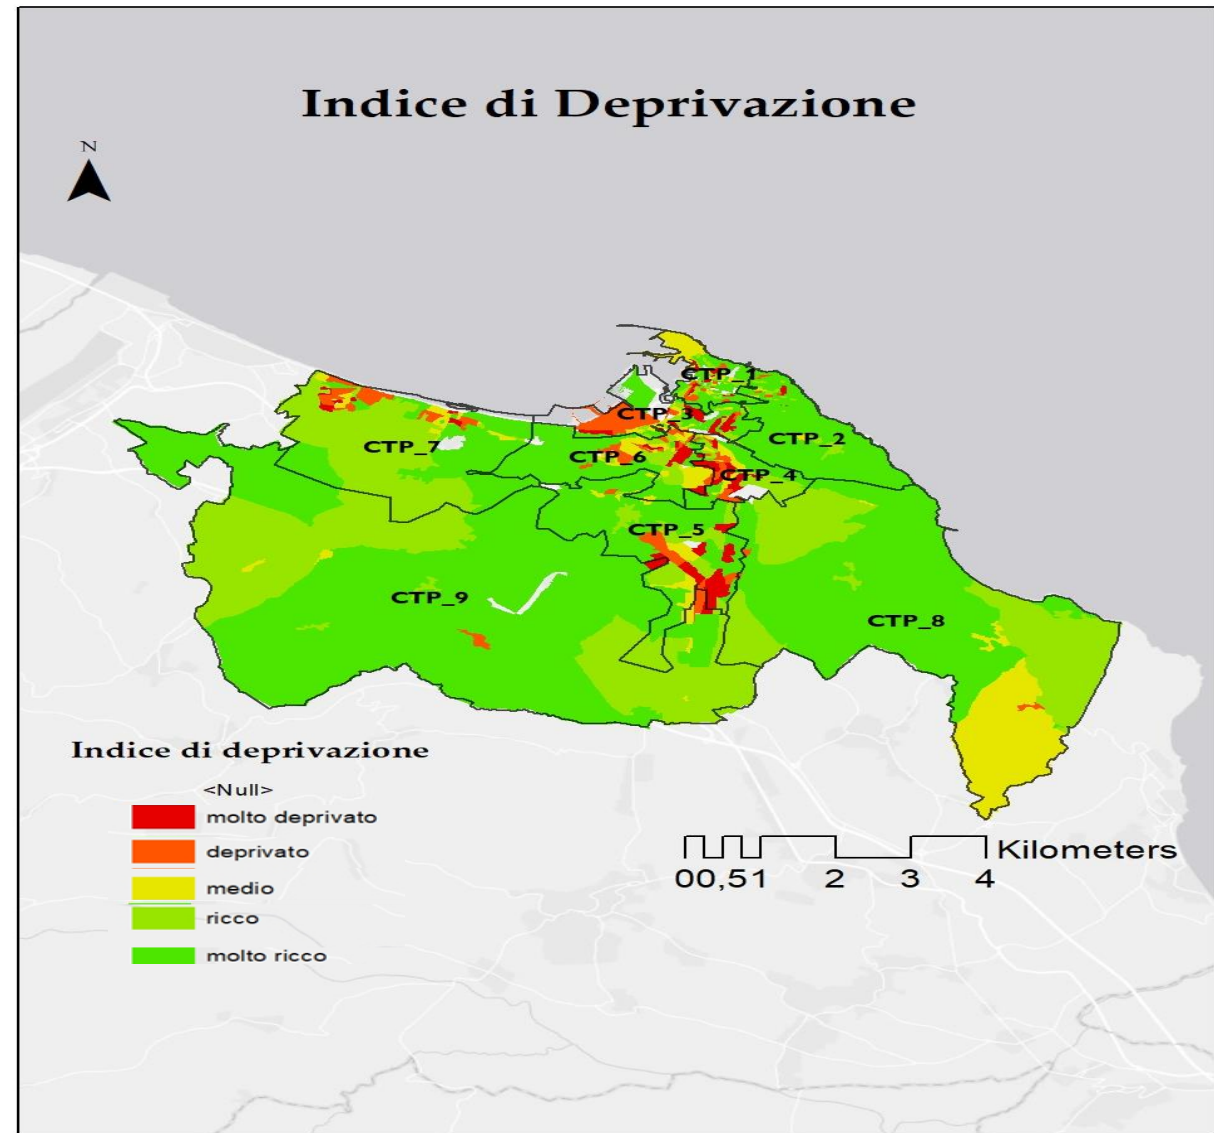 Indice di Deprivazione
N
CTP_1
CTP_3
CTP_2
CTP_7
CTP_6
CTP_4
CTP_5
CTP_9
CTP_8
Indice di deprivazione
<Null>
molto deprivato
deprivato
medio
ricco
molto ricco
Kilometers
00,51 2 3 4